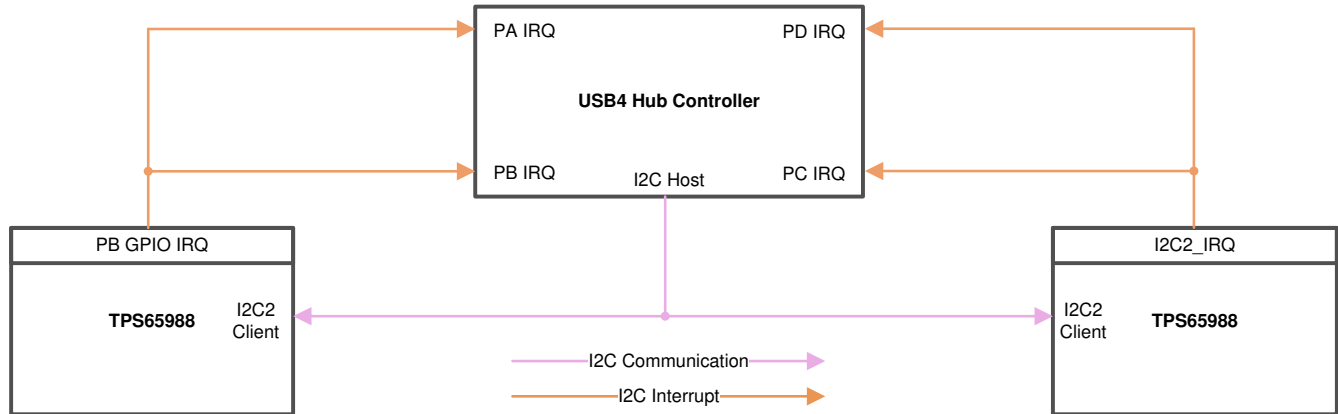 PA IRQ
PD IRQ
USB4 Hub Controller
PB IRQ
I2C Host
PC IRQ
PB GPIO IRQ
I2C2_IRQ
TPS65988
I2C2
Client
I2C2
Client
TPS65988
I2C Communication
I2C Interrupt